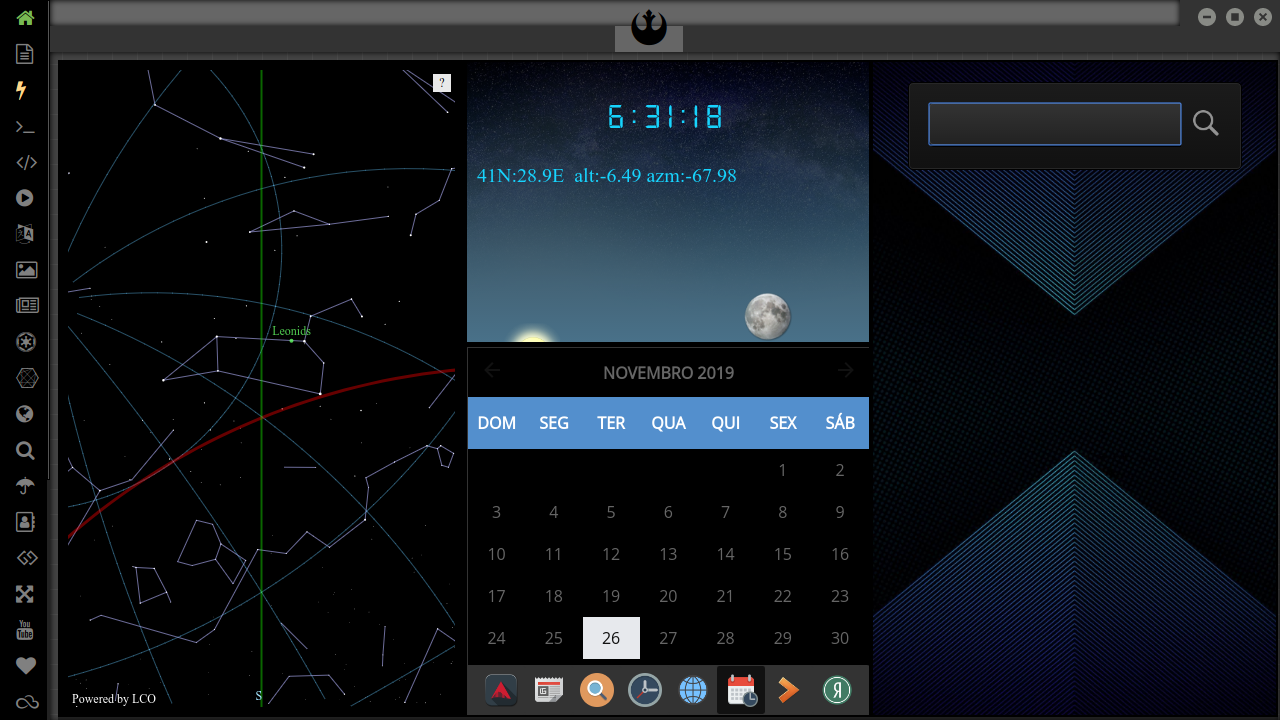 ?
Leonids
Powered by LCO
S
6:31:18
41N:28.9E alt:-6.49 azm:-67.98
NOVEMBRO 2019
DOM SEG TER QUA QUI SEX SÁB
1 2
3 4 5 6 7 8 9
10 11 12 13 14 15 16
17 18 19 20 21 22 23
24 25 26 27 28 29 30
You
Tube
Я